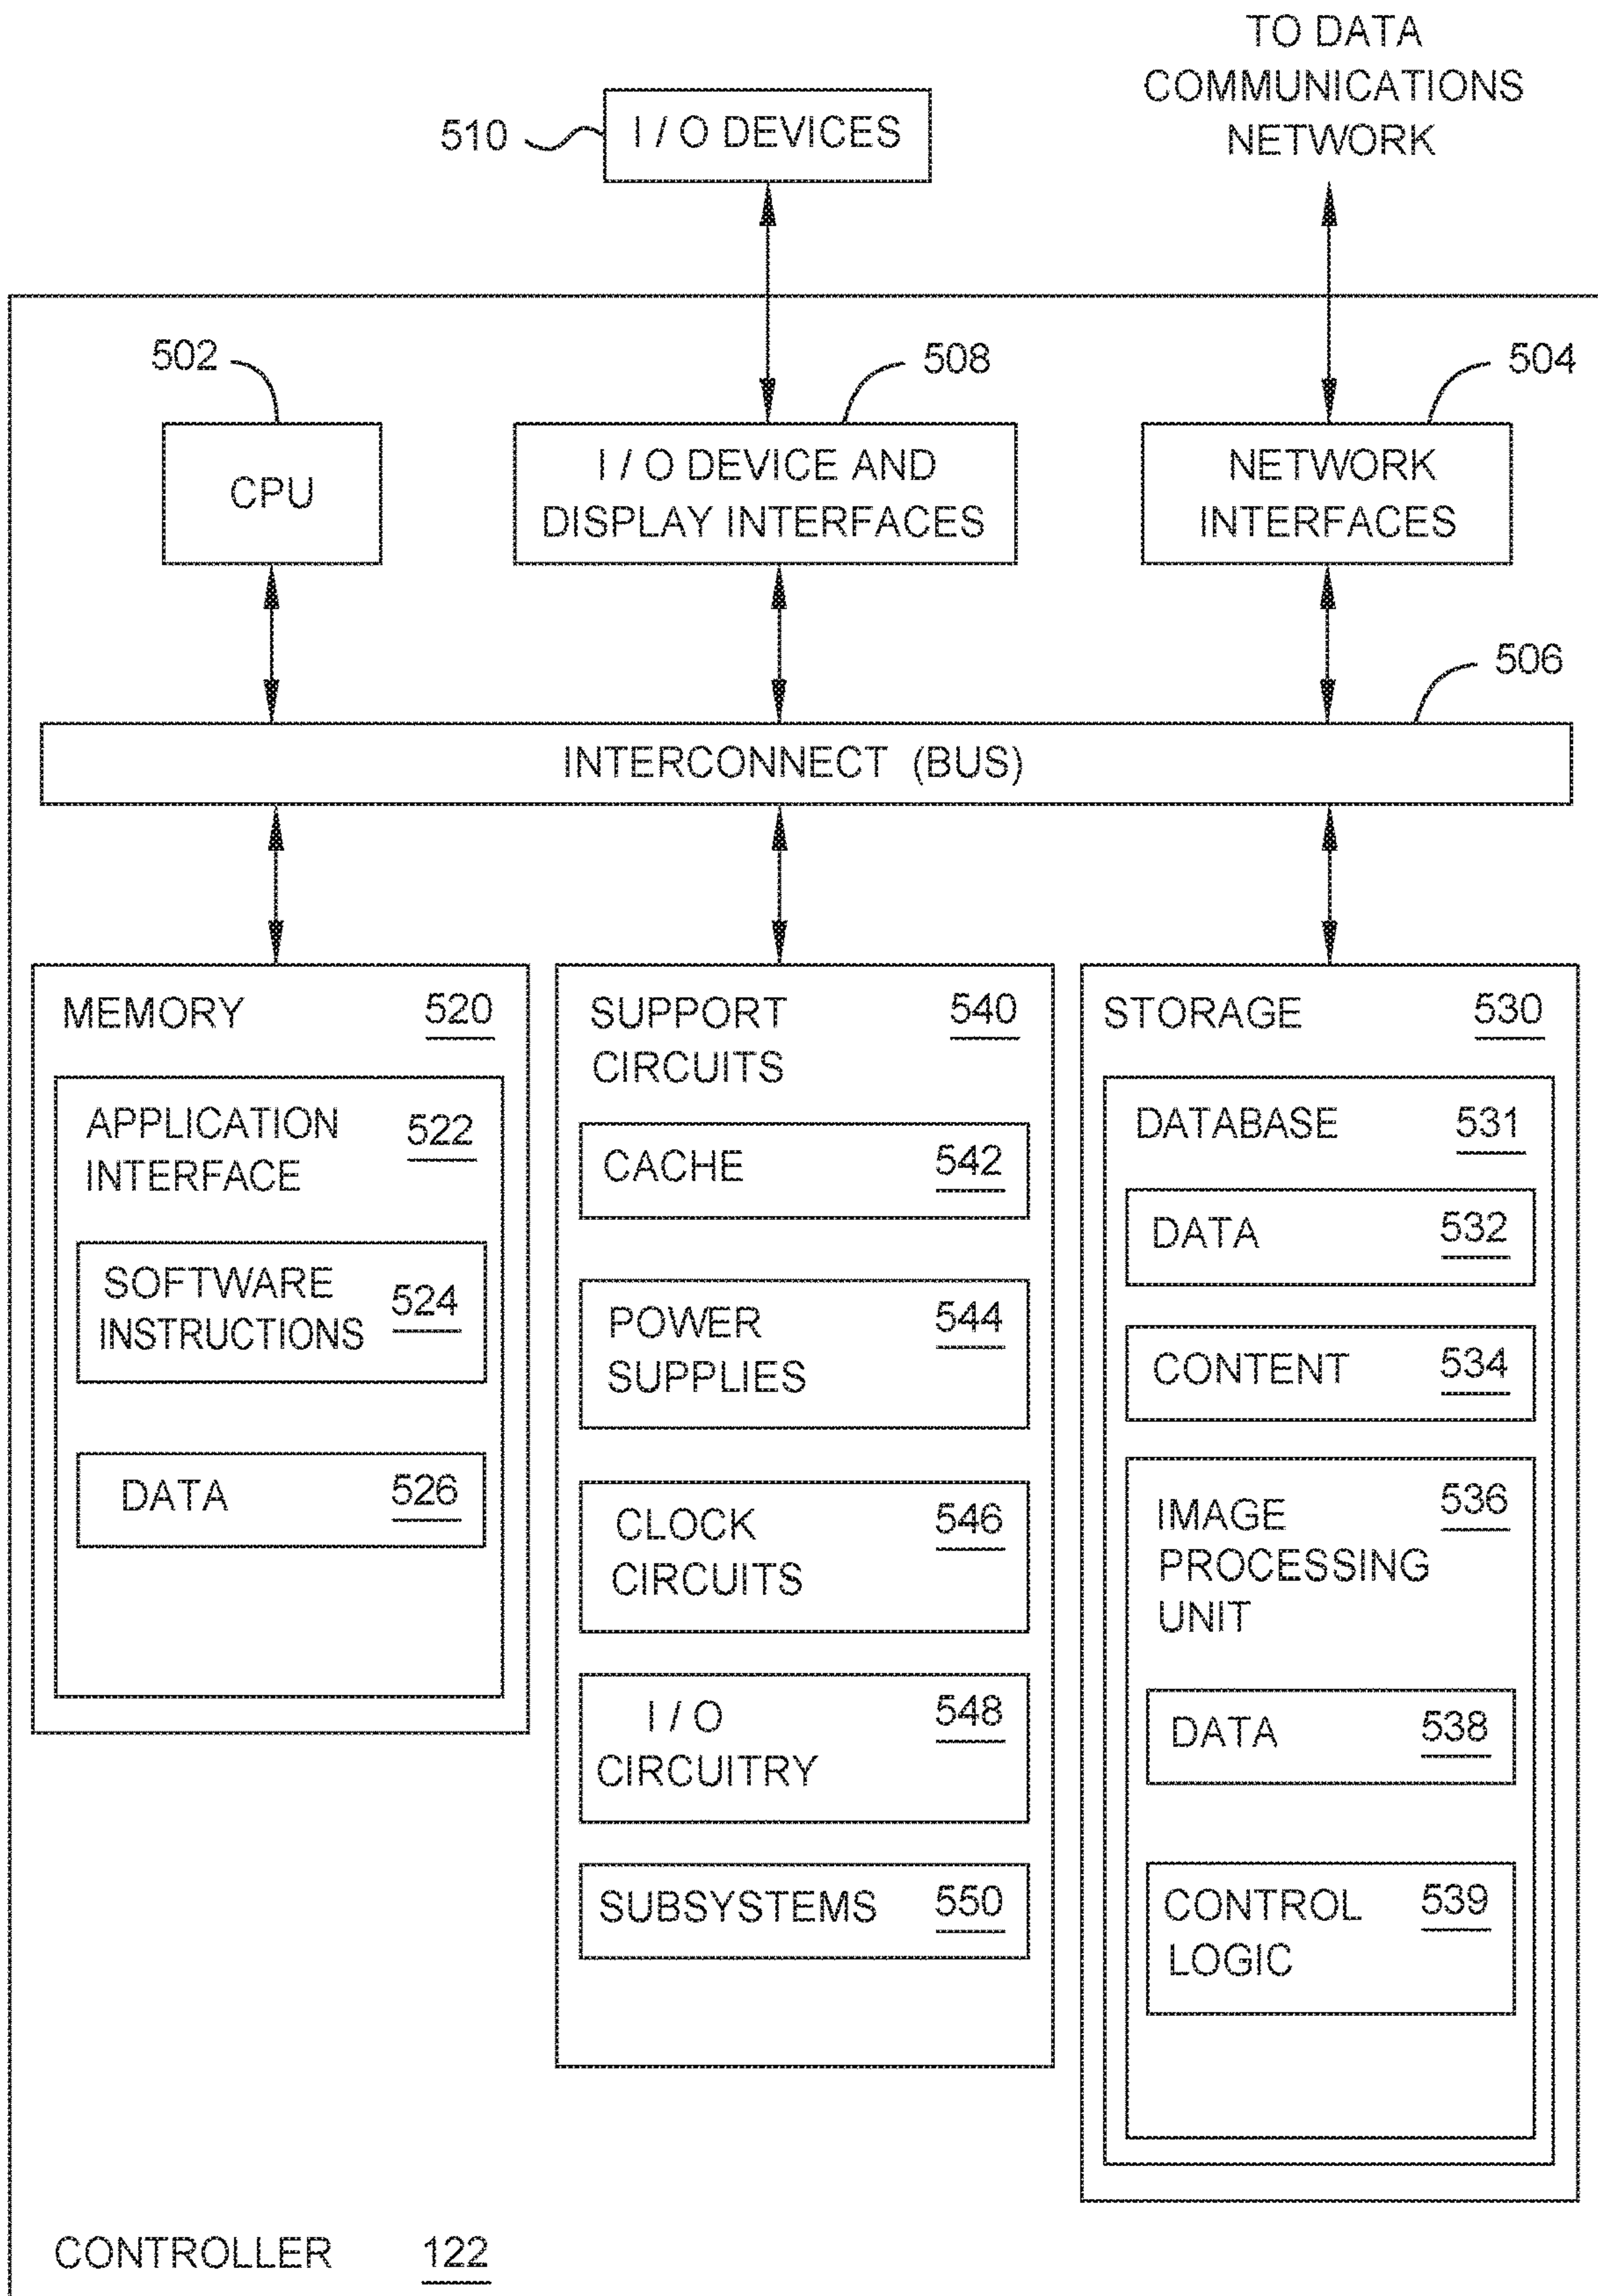 TO DATA
COMMUNICATIONS
NETWORK
510
I / O DEVICES
502
508
504
CPU
I / O DEVICE AND
DISPLAY INTERFACES
NETWORK
INTERFACES
506
INTERCONNECT (BUS)
MEMORY 520
APPLICATION
INTERFACE
522
SOFTWARE
INSTRUCTIONS
524
DATA 526
SUPPORT
CIRCUITS
540
CACHE 542
POWER
SUPPLIES
544
CLOCK
CIRCUITS
546
I / O
CIRCUITRY
548
SUBSYSTEMS 550
STORAGE 530
DATABASE 531
DATA 532
CONTENT 534
IMAGE
PROCESSING
UNIT
536
DATA 538
CONTROL
LOGIC
539
CONTROLLER 122